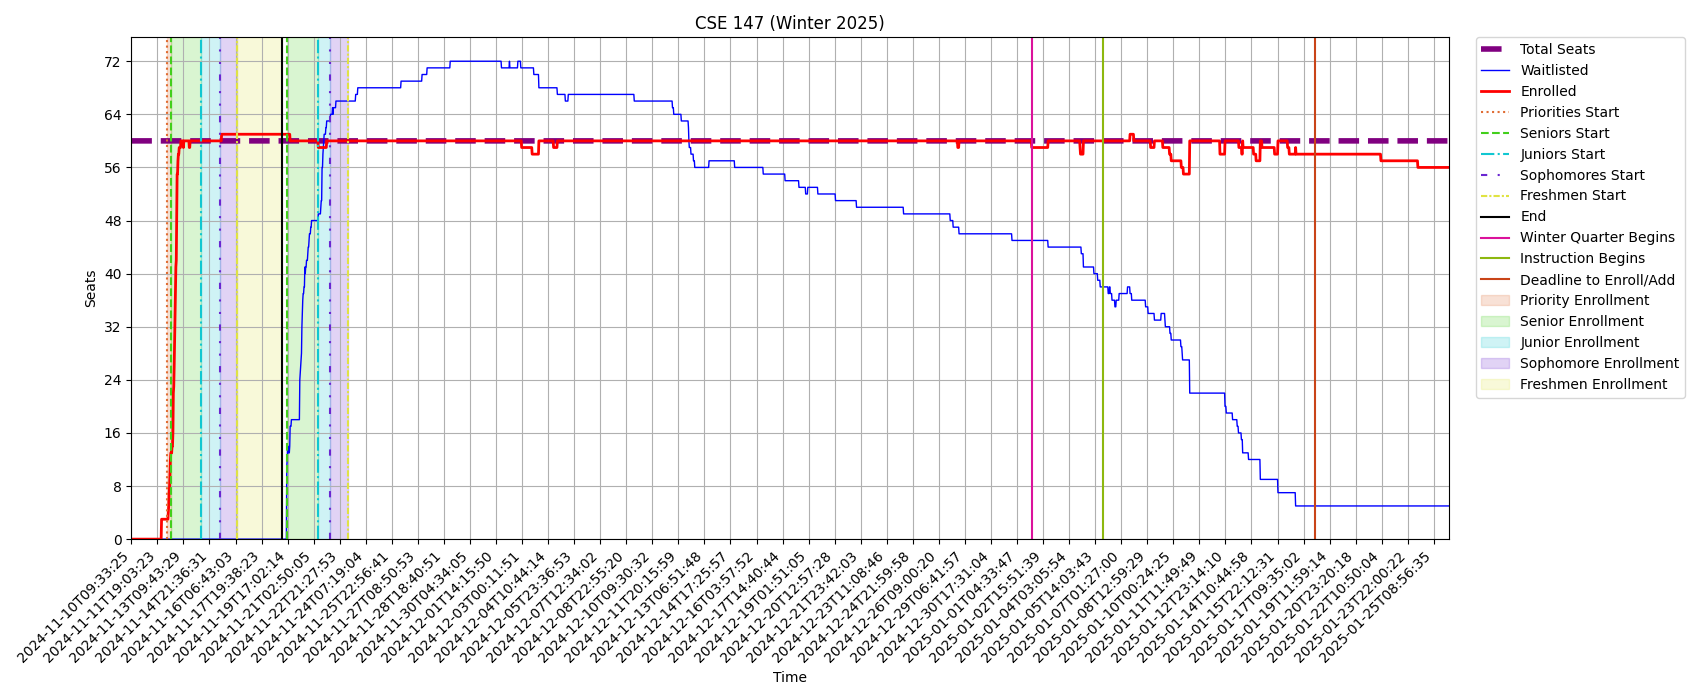 CSE 147 (Winter 2025)
Seats
72
64
56
48
40
32
24
16
8
0
2024-11-10T09:33:25
2024-11-11T19:03:23
2024-11-13T09:43:29
2024-11-14T21:36:31
2024-11-16T06:43:03
2024-11-17T19:38:23
2024-11-19T17:02:14
2024-11-21T02:50:05
2024-11-22T21:27:53
2024-11-24T07:19:04
2024-11-25T22:56:41
2024-11-27T08:50:53
2024-11-28T18:40:51
2024-11-30T04:34:05
2024-12-01T14:15:50
2024-12-03T00:11:51
2024-12-04T10:44:14
2024-12-05T23:36:53
2024-12-07T12:34:02
2024-12-08T22:55:20
2024-12-10T09:30:32
2024-12-11T20:15:59
2024-12-13T06:51:48
2024-12-14T17:25:57
2024-12-16T03:57:52
2024-12-17T14:40:44
2024-12-19T01:51:05
2024-12-20T12:57:28
2024-12-21T23:42:03
2024-12-23T11:08:46
2024-12-24T21:59:58
2024-12-26T09:00:20
2024-12-29T06:41:57
2024-12-30T17:31:04
2025-01-01T04:33:47
2025-01-02T15:51:39
2025-01-04T03:05:54
2025-01-05T14:03:43
2025-01-07T01:27:00
2025-01-08T12:59:29
2025-01-10T00:24:25
2025-01-11T11:49:49
2025-01-12T23:14:10
2025-01-14T10:44:58
2025-01-15T22:12:31
2025-01-17T09:35:02
2025-01-19T11:59:14
2025-01-20T23:20:18
2025-01-22T10:50:04
2025-01-23T22:00:22
2025-01-25T08:56:35
Time
Total Seats
Waitlisted
Enrolled
Priorities Start
Seniors Start
Juniors Start
Sophomores Start
Freshmen Start
End
Winter Quarter Begins
Instruction Begins
Deadline to Enroll/Add
Priority Enrollment
Senior Enrollment
Junior Enrollment
Sophomore Enrollment
Freshmen Enrollment